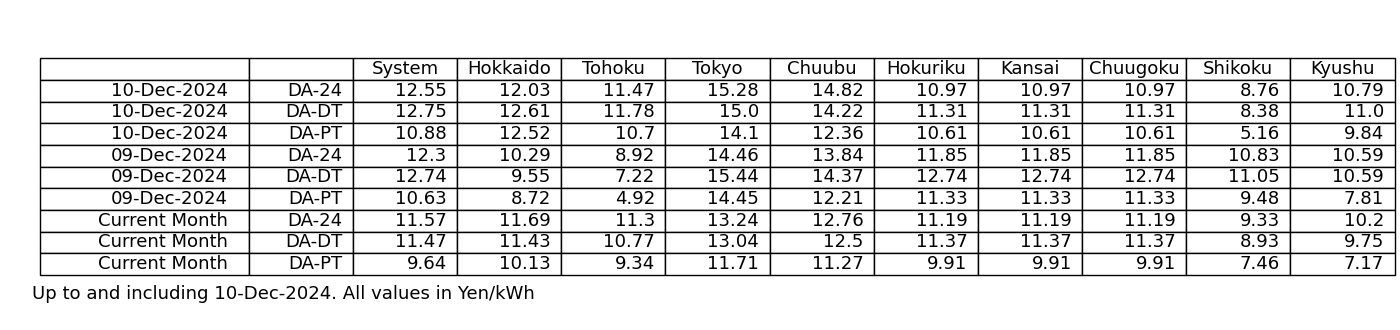 System Hokkaido Tohoku Tokyo Chuubu Hokuriku Kansai Chuugoku Shikoku Kyushu
10-Dec-2024 DA-24 12.55 12.03 11.47 15.28 14.82 10.97 10.97 10.97 8.76 10.79
10-Dec-2024 DA-DT 12.75 12.61 11.78 15.0 14.22 11.31 11.31 11.31 8.38 11.0
10-Dec-2024 DA-PT 10.88 12.52 10.7 14.1 12.36 10.61 10.61 10.61 5.16 9.84
09-Dec-2024 DA-24 12.3 10.29 8.92 14.46 13.84 11.85 11.85 11.85 10.83 10.59
09-Dec-2024 DA-DT 12.74 9.55 7.22 15.44 14.37 12.74 12.74 12.74 11.05 10.59
09-Dec-2024 DA-PT 10.63 8.72 4.92 14.45 12.21 11.33 11.33 11.33 9.48 7.81
Current Month DA-24 11.57 11.69 11.3 13.24 12.76 11.19 11.19 11.19 9.33 10.2
Current Month DA-DT 11.47 11.43 10.77 13.04 12.5 11.37 11.37 11.37 8.93 9.75
Current Month DA-PT 9.64 10.13 9.34 11.71 11.27 9.91 9.91 9.91 7.46 7.17
Up to and including 10-Dec-2024. All values in Yen/kWh